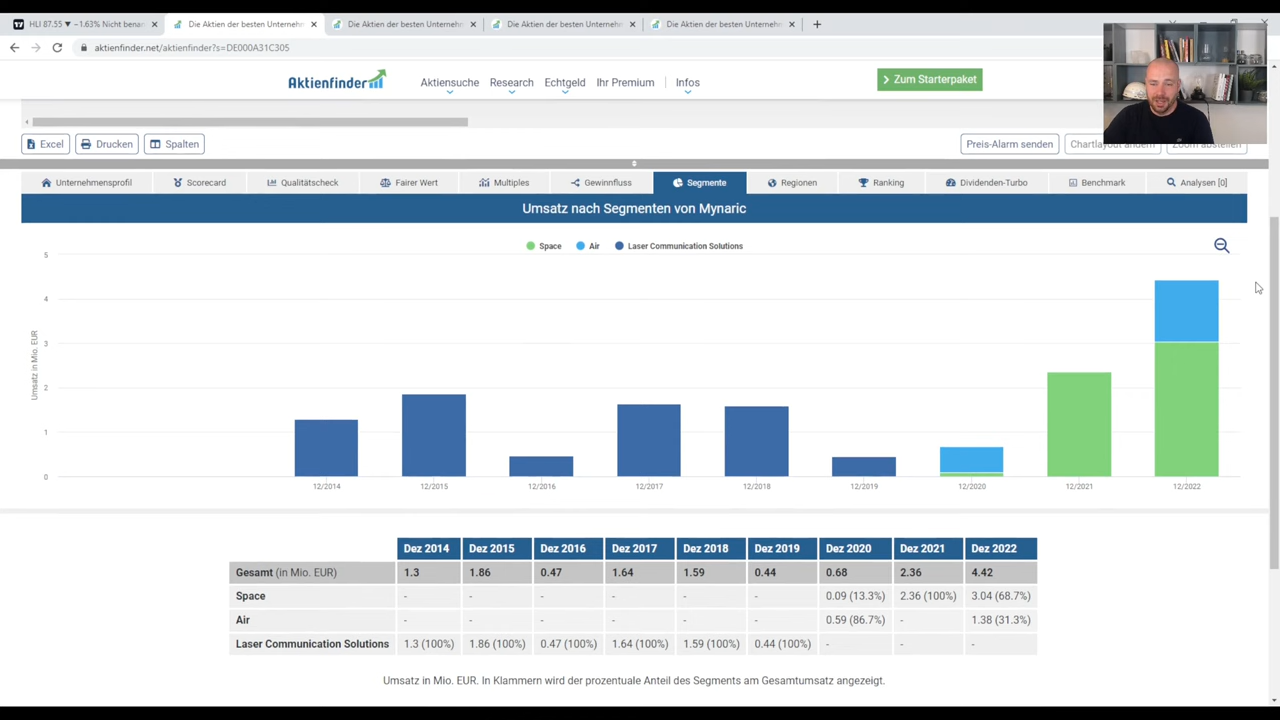 HLI 87.55 ▼ −1.63% Nicht benan
Die Aktien der besten Unternehm
Die Aktien der besten Unternehm
Die Aktien der besten Unternehm
Die Aktien der besten Unternehm
aktienfinder.net/aktienfinder?s=DE000A31C305
Aktienfinder
Aktiensuche
Research
Echtgeld
Ihr Premium
Infos
Zum Starterpaket
Excel
Drucken
Spalten
Preis-Alarm senden
Chartlayout ändern
Zoom abstellen
Unternehmensprofil
Scorecard
Qualitätscheck
Fairer Wert
Multiples
Gewinnfluss
Segmente
Regionen
Ranking
Dividenden-Turbo
Benchmark
Analysen [0]
Umsatz nach Segmenten von Mynaric
Space
Air
Laser Communication Solutions
Umsatz in Mio. EUR
5
4
3
2
1
0
12/2014 12/2015 12/2016 12/2017 12/2018 12/2019 12/2020 12/2021 12/2022
Dez 2014 Dez 2015 Dez 2016 Dez 2017 Dez 2018 Dez 2019 Dez 2020 Dez 2021 Dez 2022
Gesamt (in Mio. EUR) 1.3 1.86 0.47 1.64 1.59 0.44 0.68 2.36 4.42
Space - - - - - - 0.09 (13.3%) 2.36 (100%) 3.04 (68.7%)
Air - - - - - - 0.59 (86.7%) - 1.38 (31.3%)
Laser Communication Solutions 1.3 (100%) 1.86 (100%) 0.47 (100%) 1.64 (100%) 1.59 (100%) 0.44 (100%) - - -
Umsatz in Mio. EUR. In Klammern wird der prozentuale Anteil des Segments am Gesamtumsatz angezeigt.